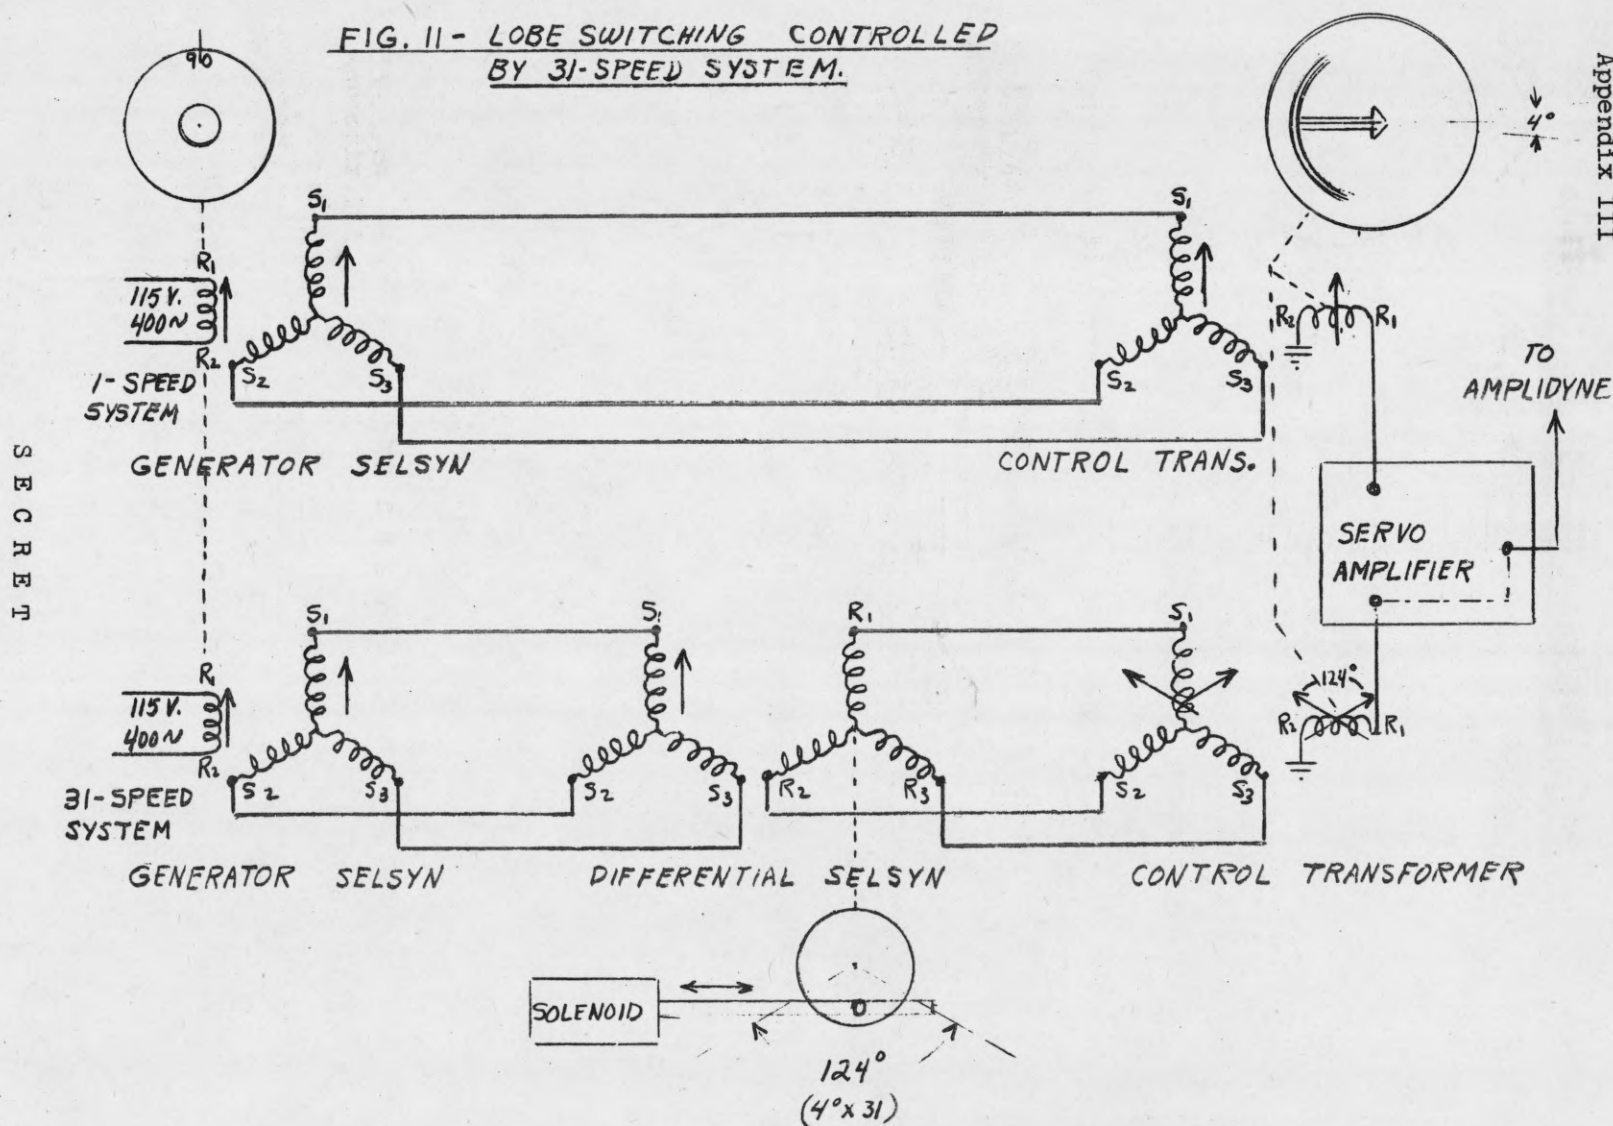 FIG. 11 - LOBE SWITCHING CONTROLLED
BY 31-SPEED SYSTEM.
Appendix III
SECRET
90
4°
S1
S1
R1
115 V.
400~
R2
S2
S3
S2
S3
R2
R1
1-SPEED
SYSTEM
GENERATOR SELSYN
CONTROL TRANS.
TO
AMPLIDYNE
SERVO
AMPLIFIER
S1
S1
R1
S1
R1
115 V.
400~
R2
S2
S3
S2
S3
R2
R3
S2
S3
124°
R2
R1
31-SPEED
SYSTEM
GENERATOR SELSYN
DIFFERENTIAL SELSYN
CONTROL TRANSFORMER
SOLENOID
124°
(4° x 31)